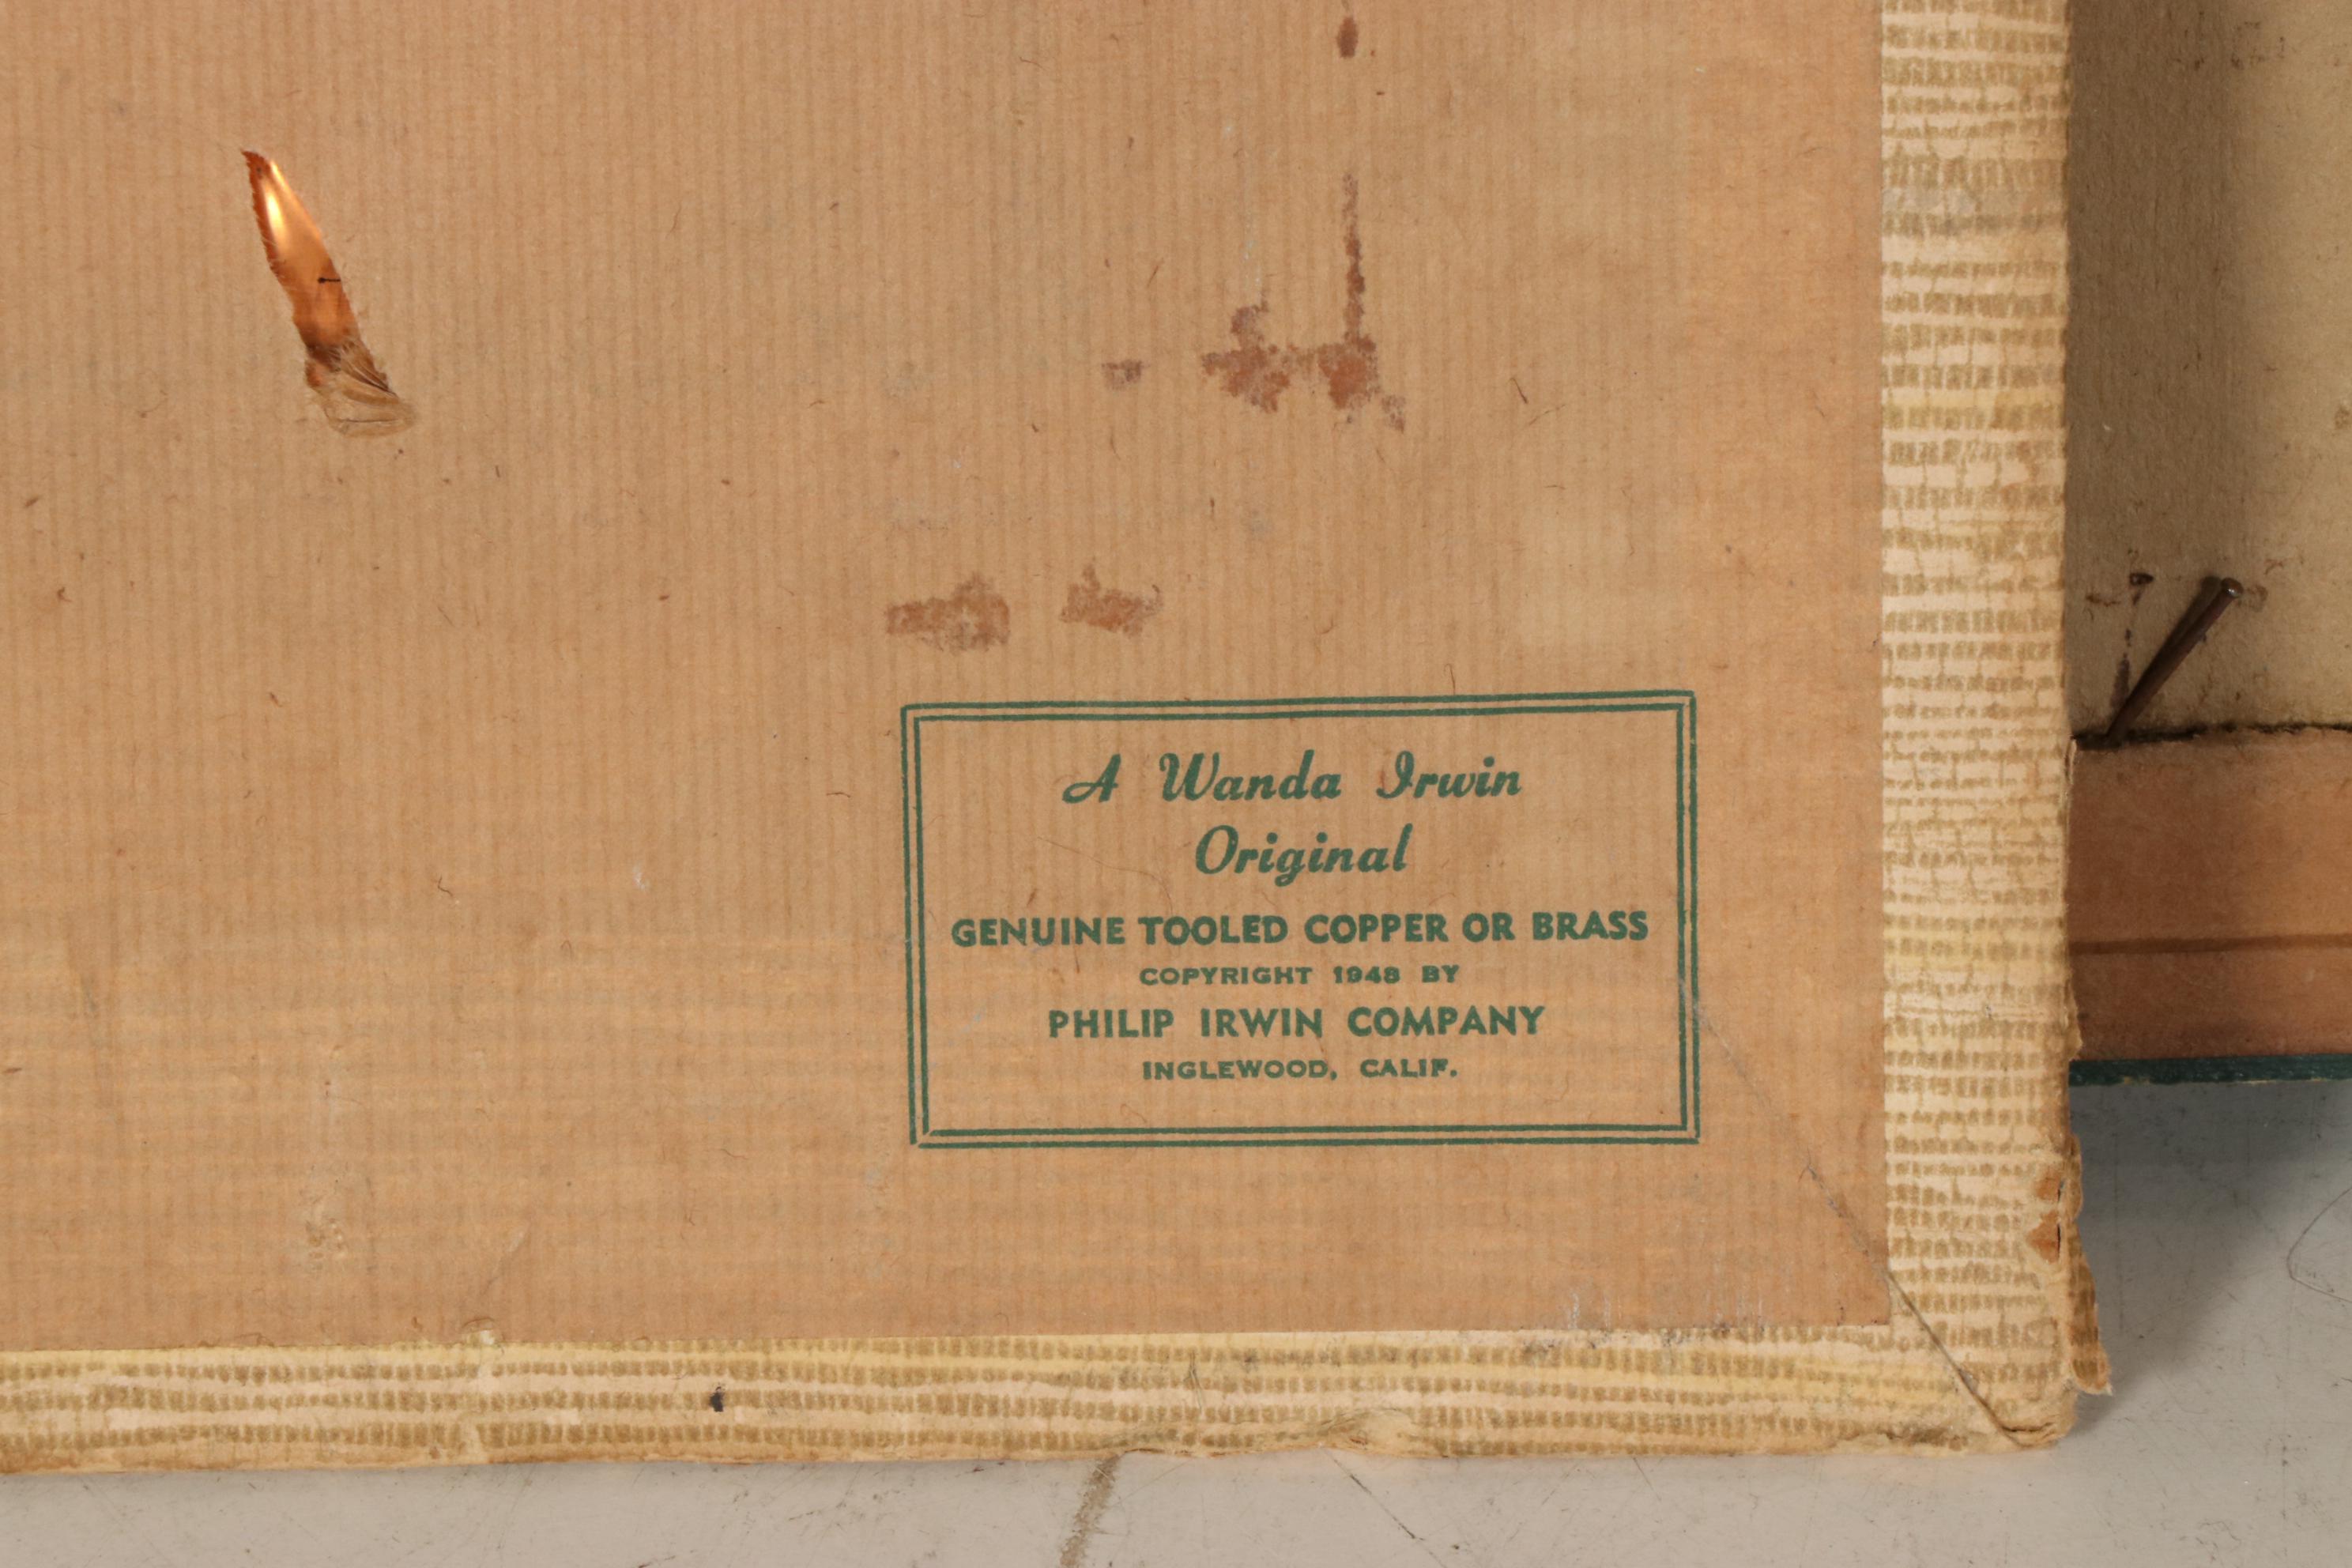 A Wanda Irwin
Original
GENUINE TOOLED COPPER OR BRASS
COPYRIGHT 1948 BY
PHILIP IRWIN COMPANY
INGLEWOOD, CALIF.